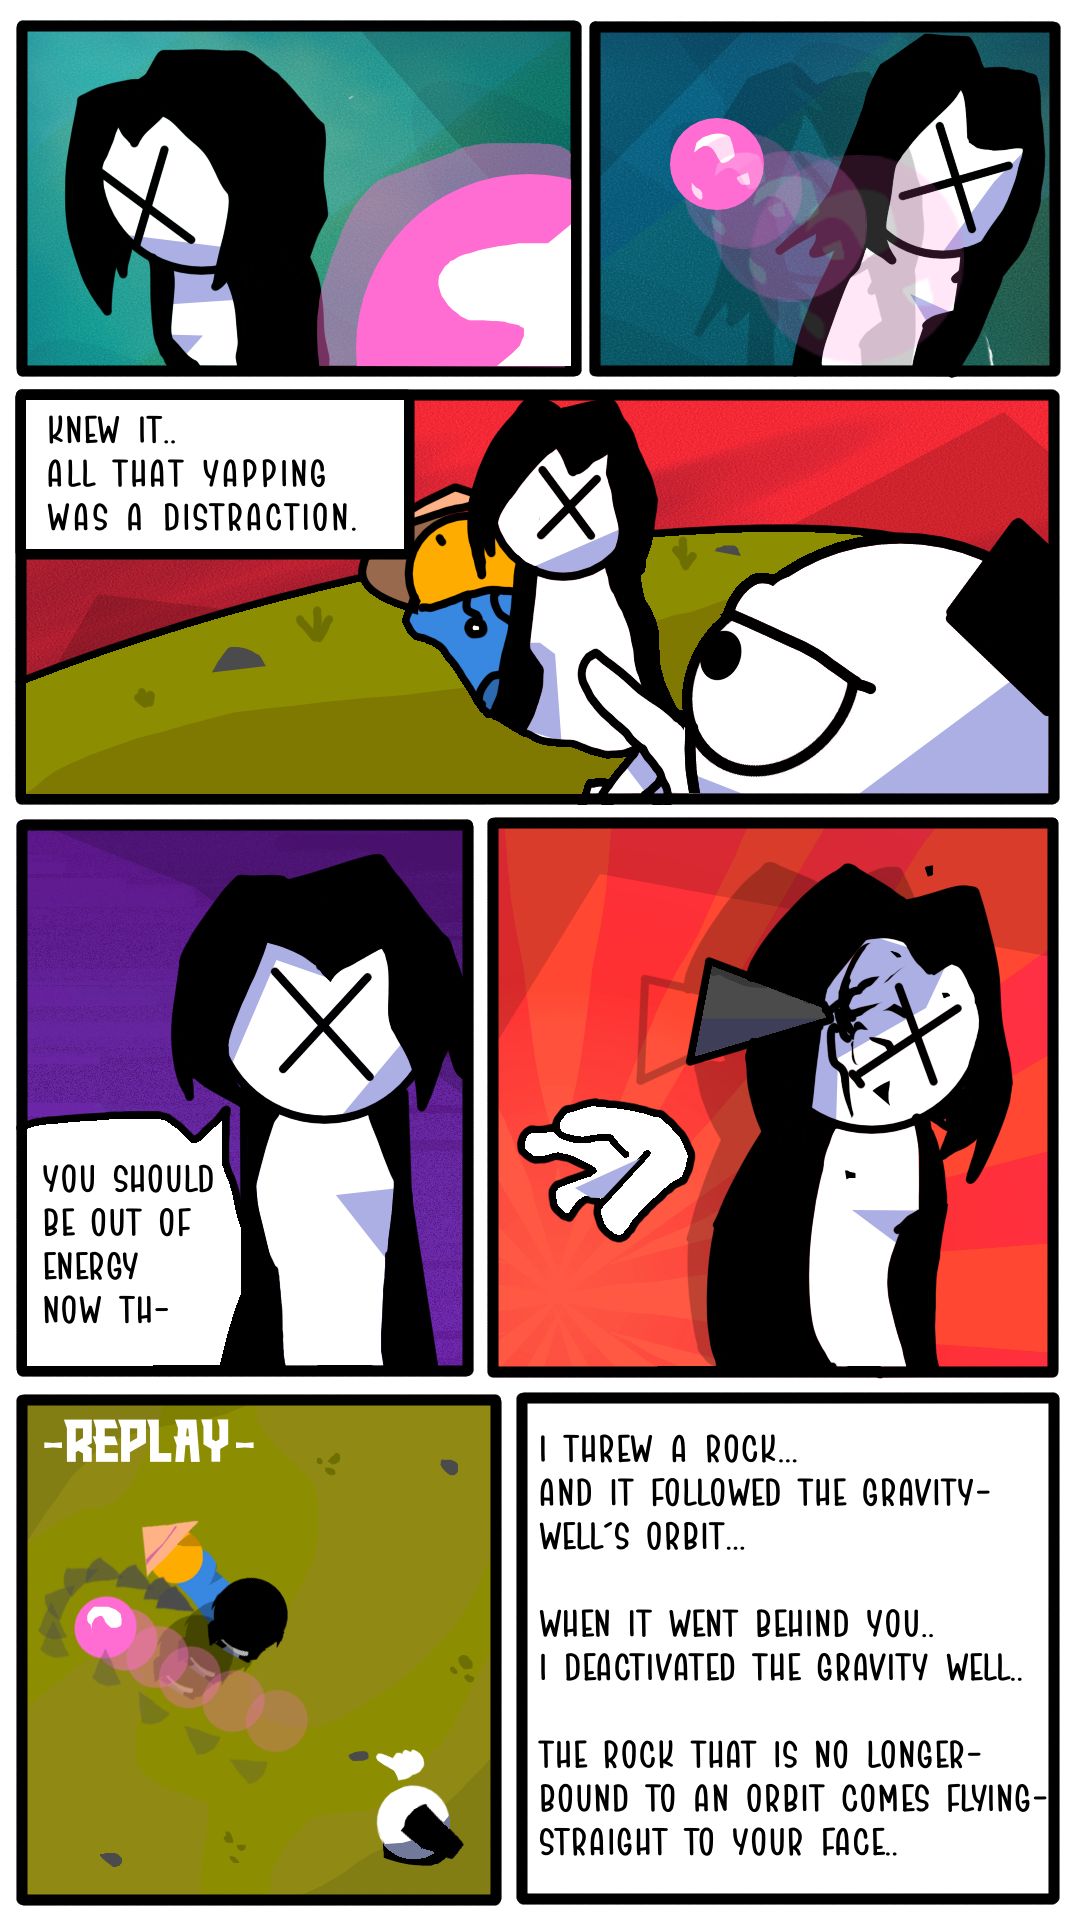 KNEW IT..
ALL THAT YAPPING
WAS A DISTRACTION.
YOU SHOULD
BE OUT OF
ENERGY
NOW TH-
-REPLAY-
I THREW A ROCK...
AND IT FOLLOWED THE GRAVITY-
WELL'S ORBIT...
WHEN IT WENT BEHIND YOU..
I DEACTIVATED THE GRAVITY WELL..
THE ROCK THAT IS NO LONGER-
BOUND TO AN ORBIT COMES FLYING-
STRAIGHT TO YOUR FACE..